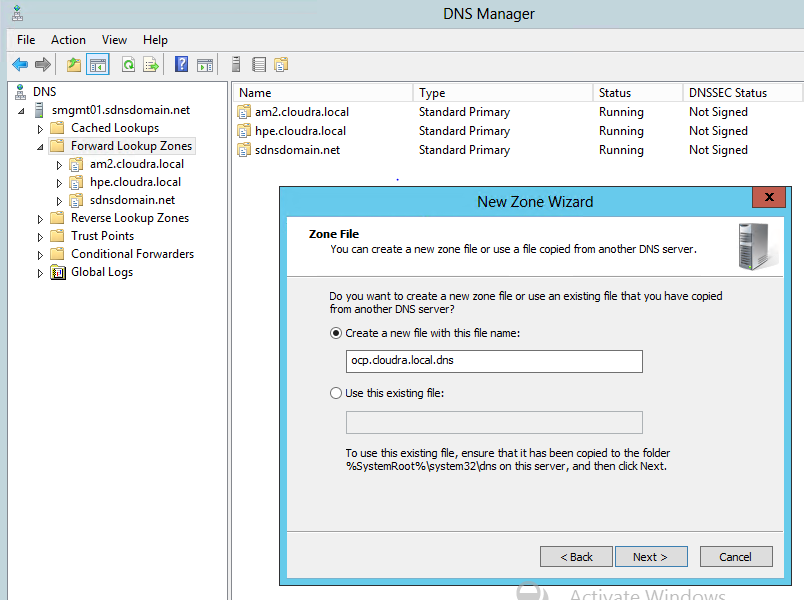 DNS Manager
File Action View Help
DNS
smgmt01.sdnsdomain.net
Cached Lookups
Forward Lookup Zones
am2.cloudra.local
hpe.cloudra.local
sdnsdomain.net
Reverse Lookup Zones
Trust Points
Conditional Forwarders
Global Logs
Name Type Status DNSSEC Status
am2.cloudra.local Standard Primary Running Not Signed
hpe.cloudra.local Standard Primary Running Not Signed
sdnsdomain.net Standard Primary Running Not Signed
New Zone Wizard
x
Zone File
You can create a new zone file or use a file copied from another DNS server.
Do you want to create a new zone file or use an existing file that you have copied
from another DNS server?
Create a new file with this file name:
ocp.cloudra.local.dns
Use this existing file:
To use this existing file, ensure that it has been copied to the folder
%SystemRoot%\system32\dns on this server, and then click Next.
< Back Next > Cancel
Activate Windows